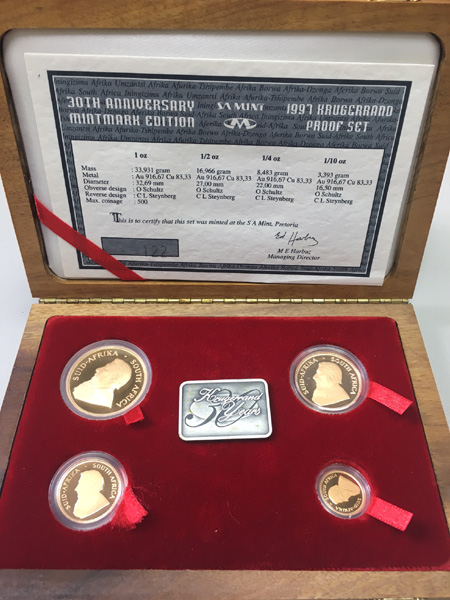 30TH ANNIVERSARY
MINTMARK EDITION
SA MINT
1997 KRUGERRAND
PROOF SET
1 oz 1/2 oz 1/4 oz 1/10 oz
Mass : 33,931 gram 16,966 gram 8,483 gram 3,393 gram
Metal : Au 916,67 Cu 83,33 Au 916,67 Cu 83,33 Au 916,67 Cu 83,33 Au 916,67 Cu 83,33
Diameter : 32,69 mm 27,00 mm 22,00 mm 16,50 mm
Obverse design : O Schultz O Schultz O Schultz O Schultz
Reverse design : C L Steynberg C L Steynberg C L Steynberg C L Steynberg
Max. coinage : 500
This is to certify that this set was minted at the S A Mint, Pretoria
122
M E Harbuz
Managing Director
SUID-AFRIKA · SOUTH AFRICA
SUID-AFRIKA · SOUTH AFRICA
Krugerrand
30 Years
SUID-AFRIKA · SOUTH AFRICA
SUID-AFRIKA · SOUTH AFRICA